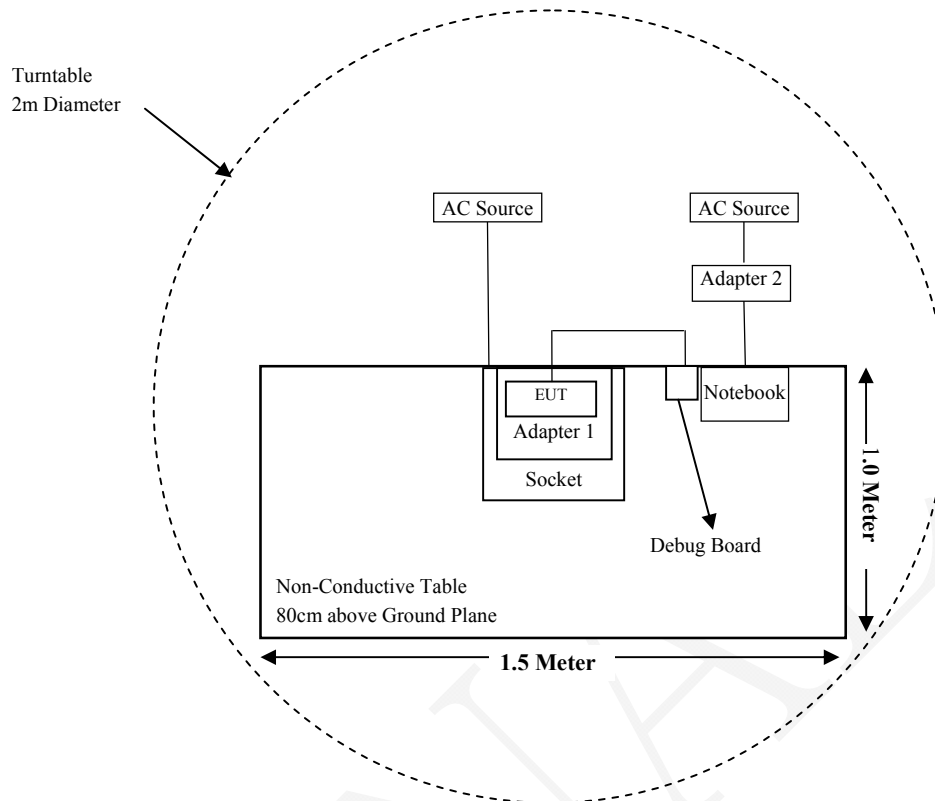 Turntable
2m Diameter
AC Source
AC Source
Adapter 2
EUT
Notebook
Adapter 1
Socket
1.0 Meter
Debug Board
Non-Conductive Table
80cm above Ground Plane
1.5 Meter